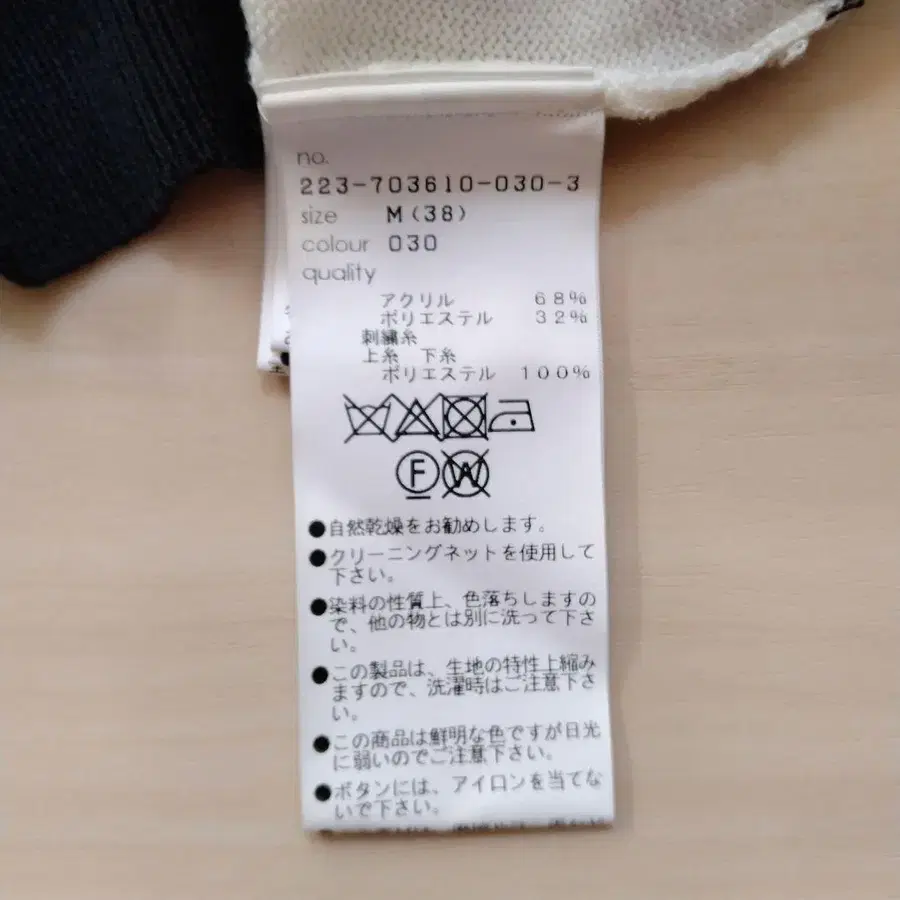 no.
223-703610-030-3
size M(38)
colour 030
quality
アクリル 68%
ポリエステル 32%
刺繍糸
上糸 下糸
ポリエステル 100%
F W
●自然乾燥をお勧めします。
●クリーニングネットを使用して
下さい。
●染料の性質上、色落ちしますの
で、他の物とは別に洗って下さ
い。
●この製品は、生地の特性上縮み
ますので、洗濯時はご注意下さ
い。
●この商品は鮮明な色ですが日光
に弱いのでご注意下さい。
●ボタンには、アイロンを当てな
いで下さい。